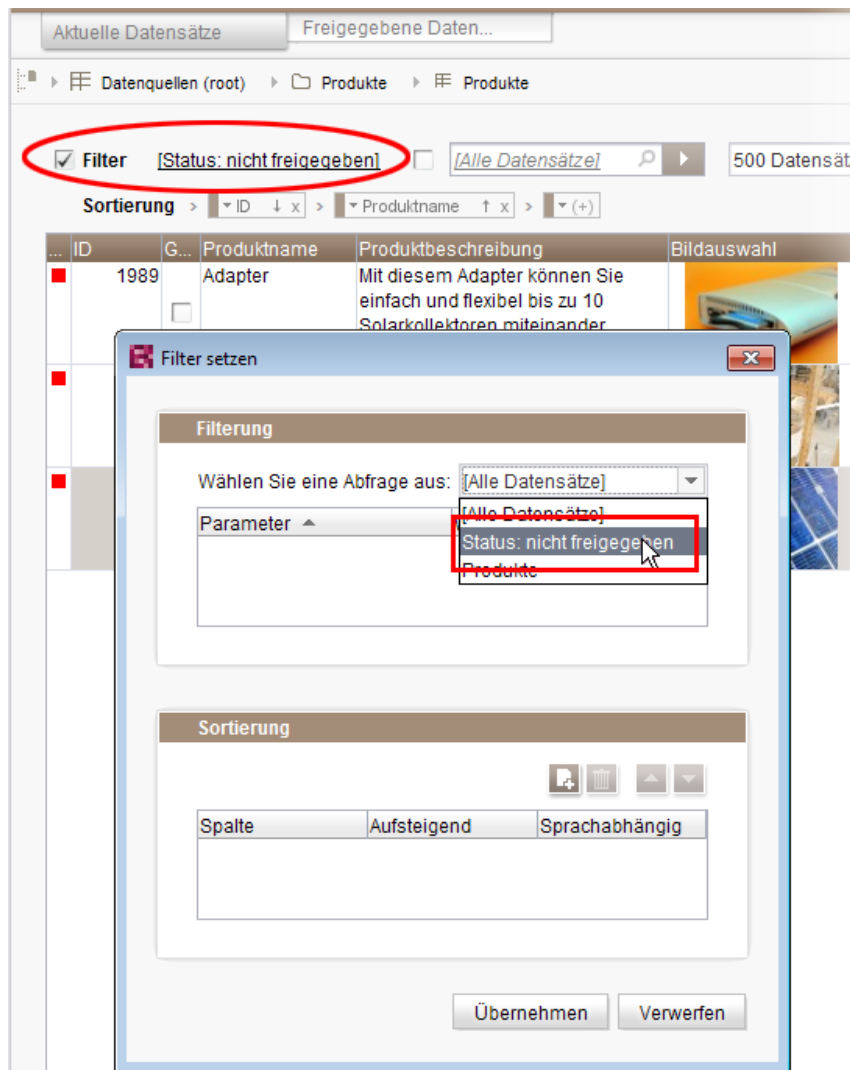 Aktuelle Datensätze
Freigegebene Daten...
Datenquellen (root) Produkte Produkte
Filter [Status: nicht freigegeben] [Alle Datensätze] 500 Datensät
Sortierung > ID ↓ x > Produktname ↑ x > (+)
... ID G... Produktname Produktbeschreibung Bildauswahl
1989 Adapter Mit diesem Adapter können Sie
einfach und flexibel bis zu 10
Solarkollektoren miteinander
Filter setzen
Filterung
Wählen Sie eine Abfrage aus: [Alle Datensätze]
[Alle Datensätze]
Parameter
Status: nicht freigegeben
Produkte
Sortierung
Spalte Aufsteigend Sprachabhängig
Übernehmen Verwerfen